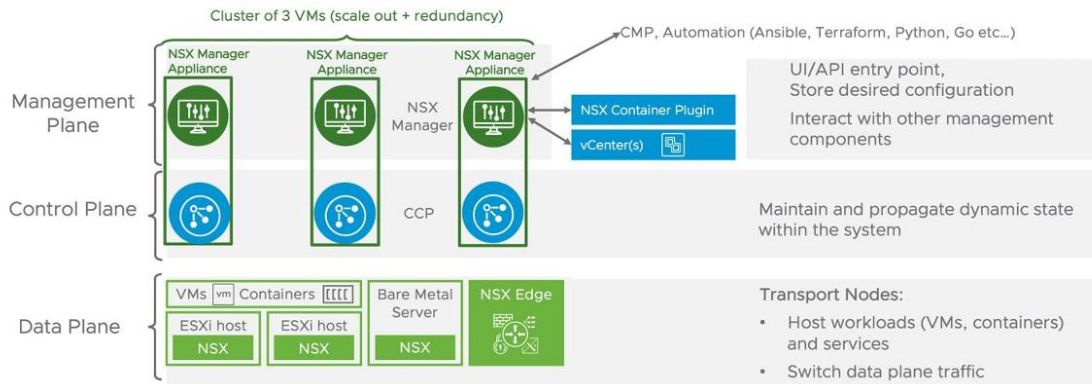 Cluster of 3 VMs (scale out + redundancy)
CMP, Automation (Ansible, Terraform, Python, Go etc...)
NSX Manager
Appliance
NSX Manager
Appliance
NSX Manager
Appliance
Management
Plane
NSX
Manager
NSX Container Plugin
vCenter(s)
UI/API entry point,
Store desired configuration
Interact with other management
components
Control Plane
CCP
Maintain and propagate dynamic state
within the system
Data Plane
VMs vm Containers
ESXi host
NSX
ESXi host
NSX
Bare Metal
Server
NSX
NSX Edge
Transport Nodes:
• Host workloads (VMs, containers)
and services
• Switch data plane traffic